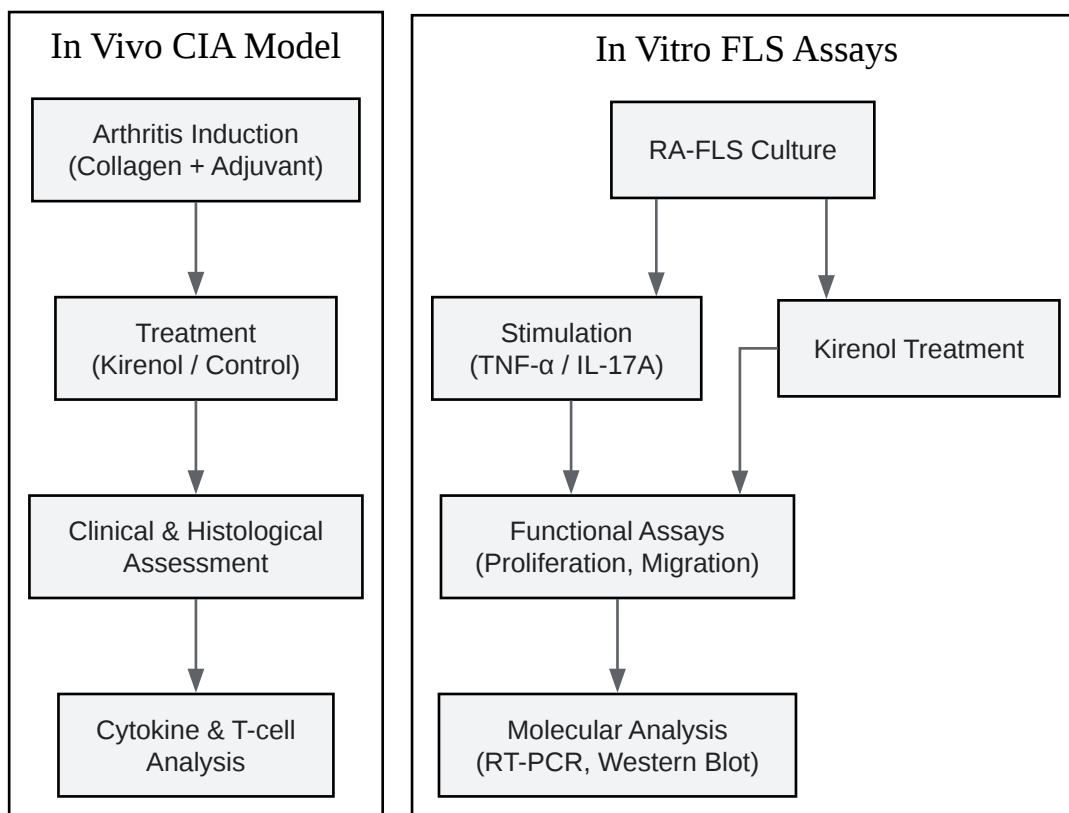 In Vivo CIA Model
Arthritis Induction
(Collagen + Adjuvant)
Treatment
(Kirenol / Control)
Clinical & Histological
Assessment
Cytokine & T-cell
Analysis
In Vitro FLS Assays
RA-FLS Culture
Stimulation
(TNF-α / IL-17A)
Kirenol Treatment
Functional Assays
(Proliferation, Migration)
Molecular Analysis
(RT-PCR, Western Blot)